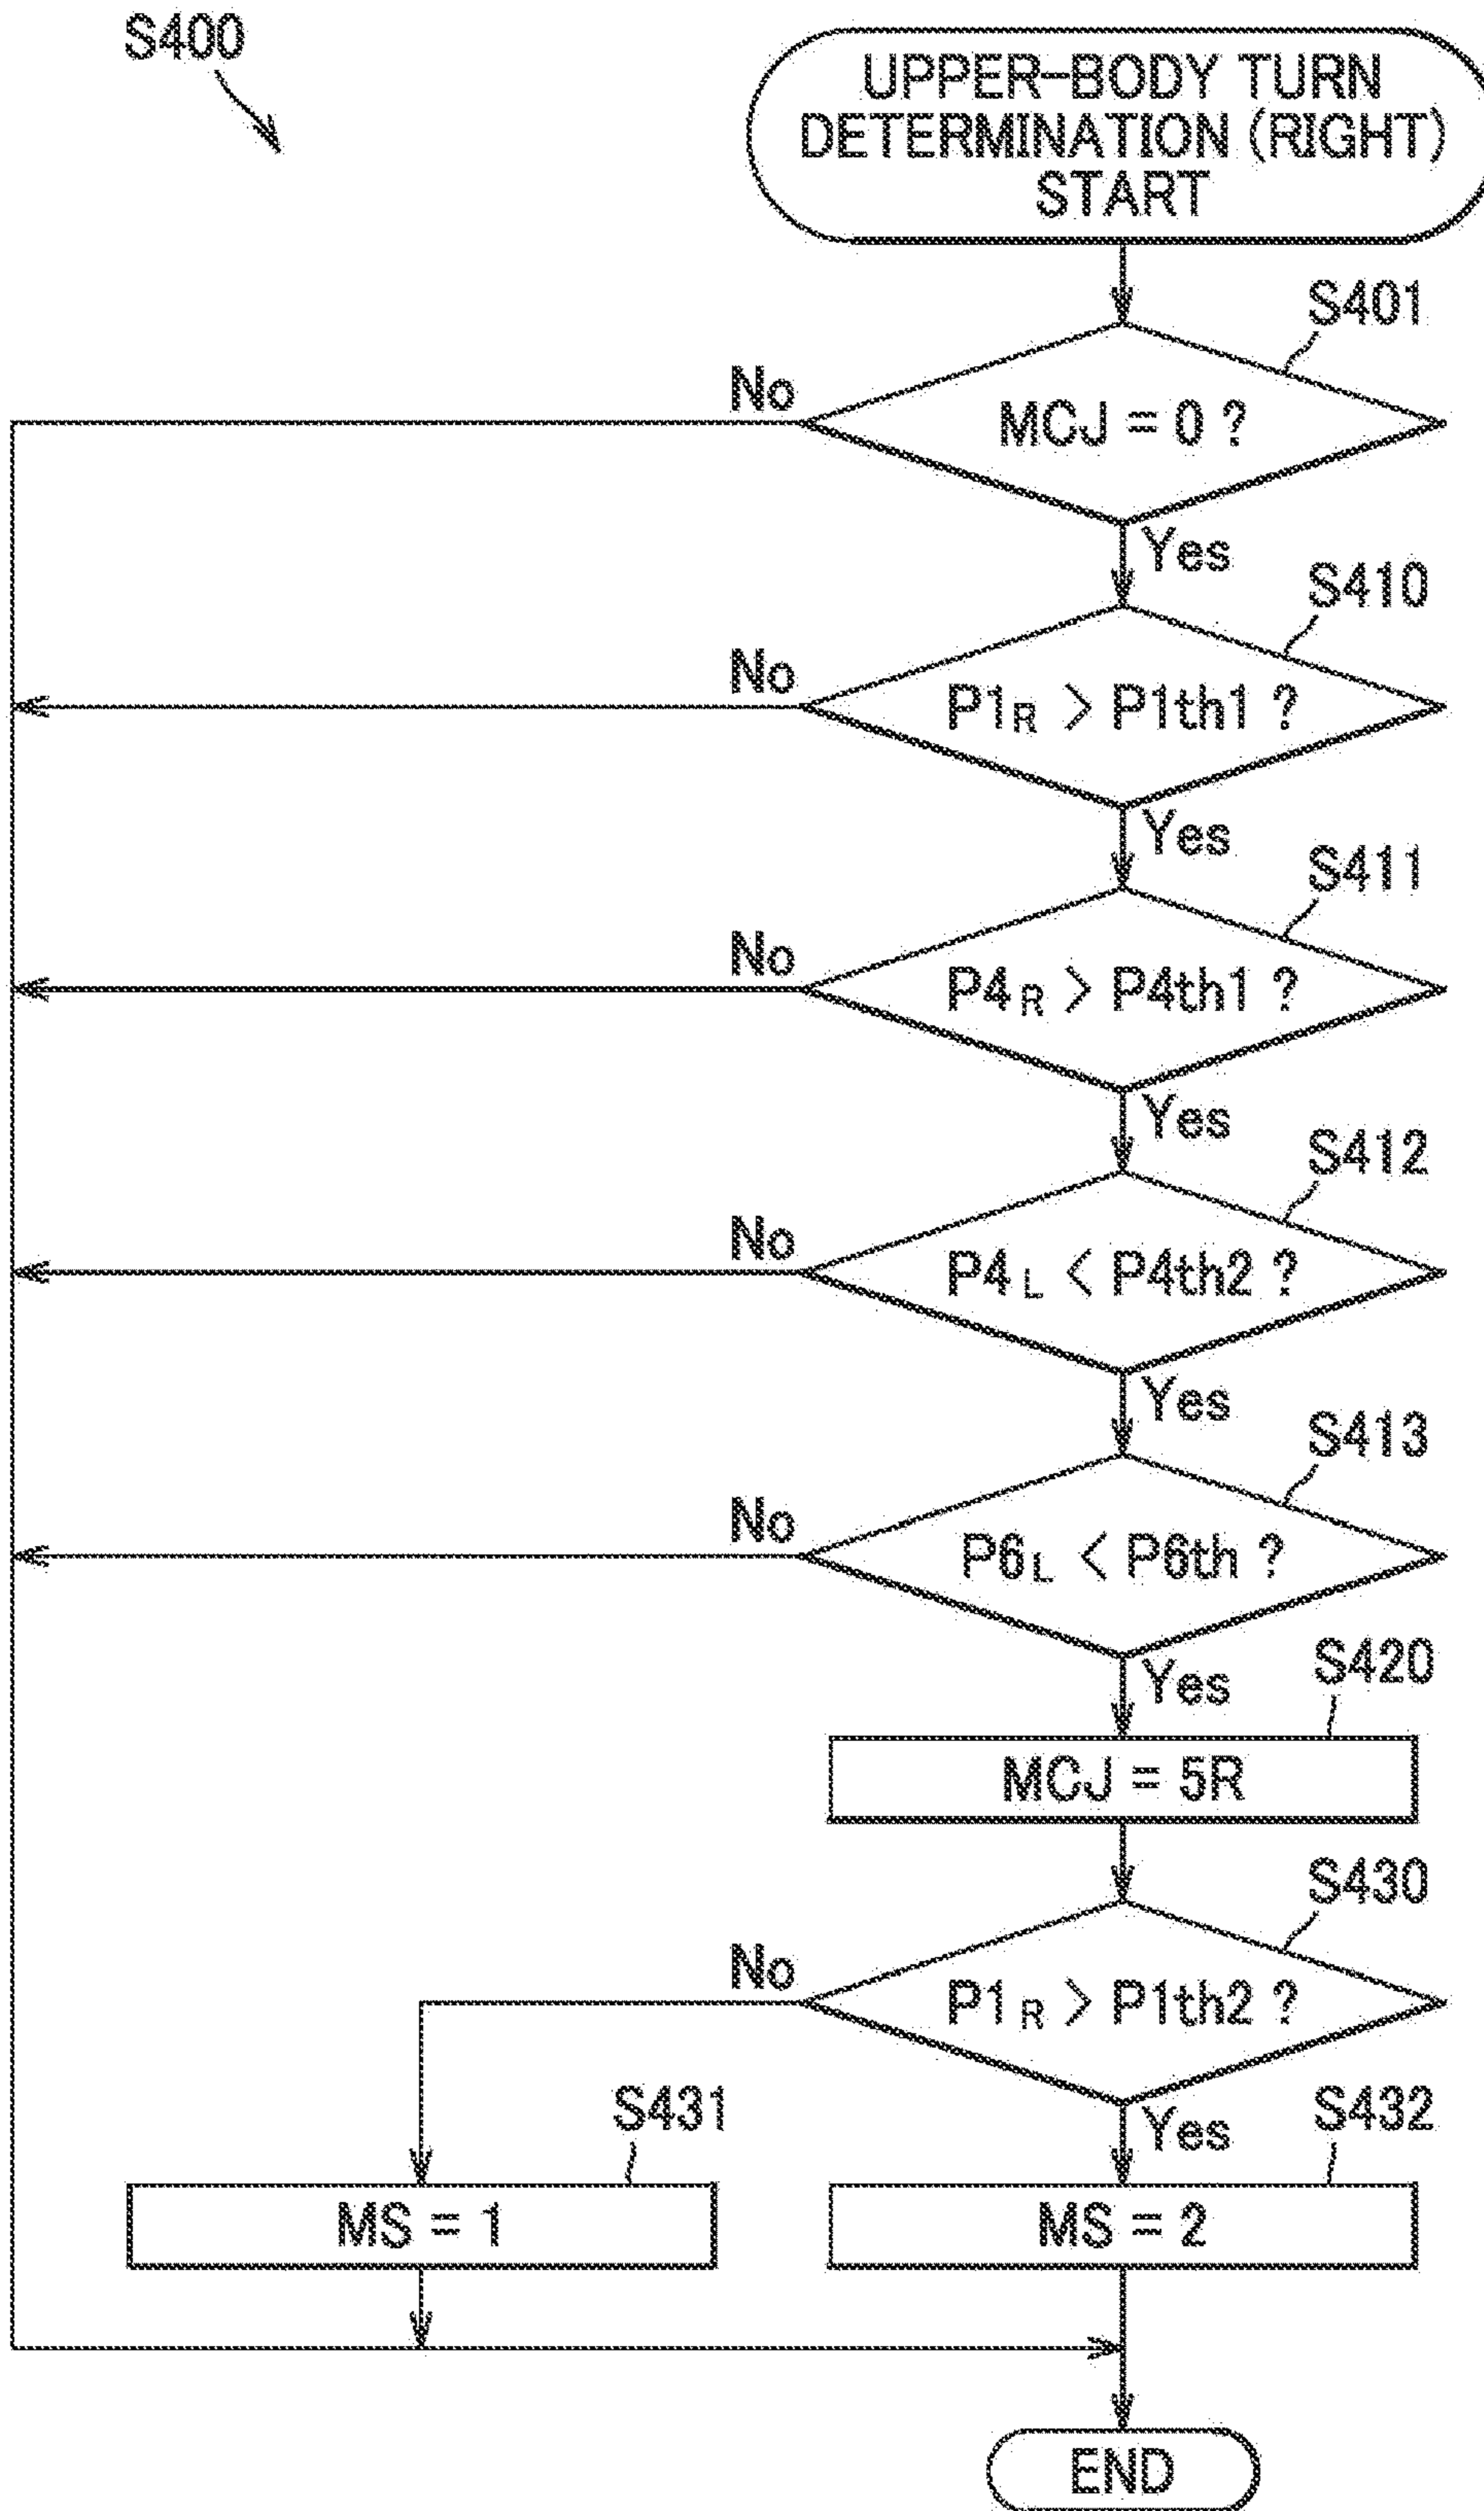 S400
UPPER-BODY TURN
DETERMINATION (RIGHT)
START
S401
No
MCJ = 0 ?
Yes
S410
No
P1R > P1th1 ?
Yes
S411
No
P4R > P4th1 ?
Yes
S412
No
P4L < P4th2 ?
Yes
S413
No
P6L < P6th ?
Yes
S420
MCJ = 5R
S430
No
P1R > P1th2 ?
Yes
S431
S432
MS = 1
MS = 2
END